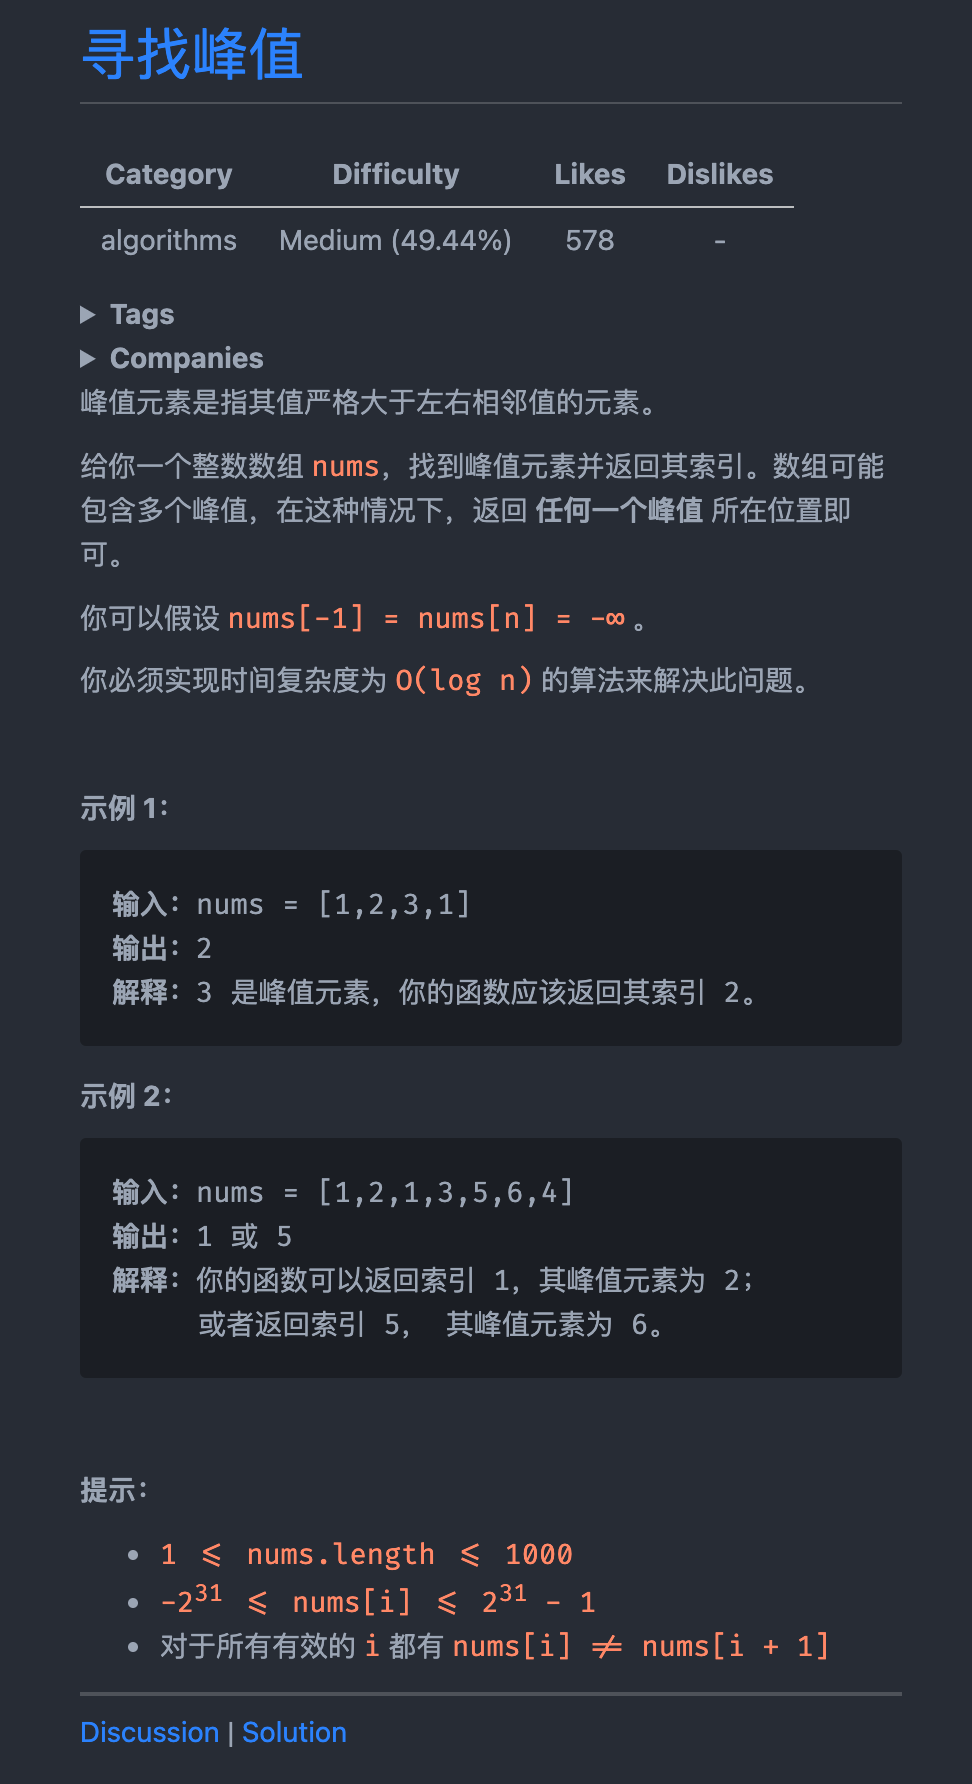 寻找峰值
Category Difficulty Likes Dislikes
algorithms Medium (49.44%) 578 -
Tags
Companies
峰值元素是指其值严格大于左右相邻值的元素。
给你一个整数数组 nums，找到峰值元素并返回其索引。数组可能
包含多个峰值，在这种情况下，返回 任何一个峰值 所在位置即
可。
你可以假设 nums[-1] = nums[n] = -∞ 。
你必须实现时间复杂度为 O(log n) 的算法来解决此问题。
示例 1：
输入：nums = [1,2,3,1]
输出：2
解释：3 是峰值元素，你的函数应该返回其索引 2。
示例 2：
输入：nums = [1,2,1,3,5,6,4]
输出：1 或 5
解释：你的函数可以返回索引 1，其峰值元素为 2；
或者返回索引 5， 其峰值元素为 6。
提示：
1 <= nums.length <= 1000
-2^31 <= nums[i] <= 2^31 - 1
对于所有有效的 i 都有 nums[i] != nums[i + 1]
Discussion | Solution